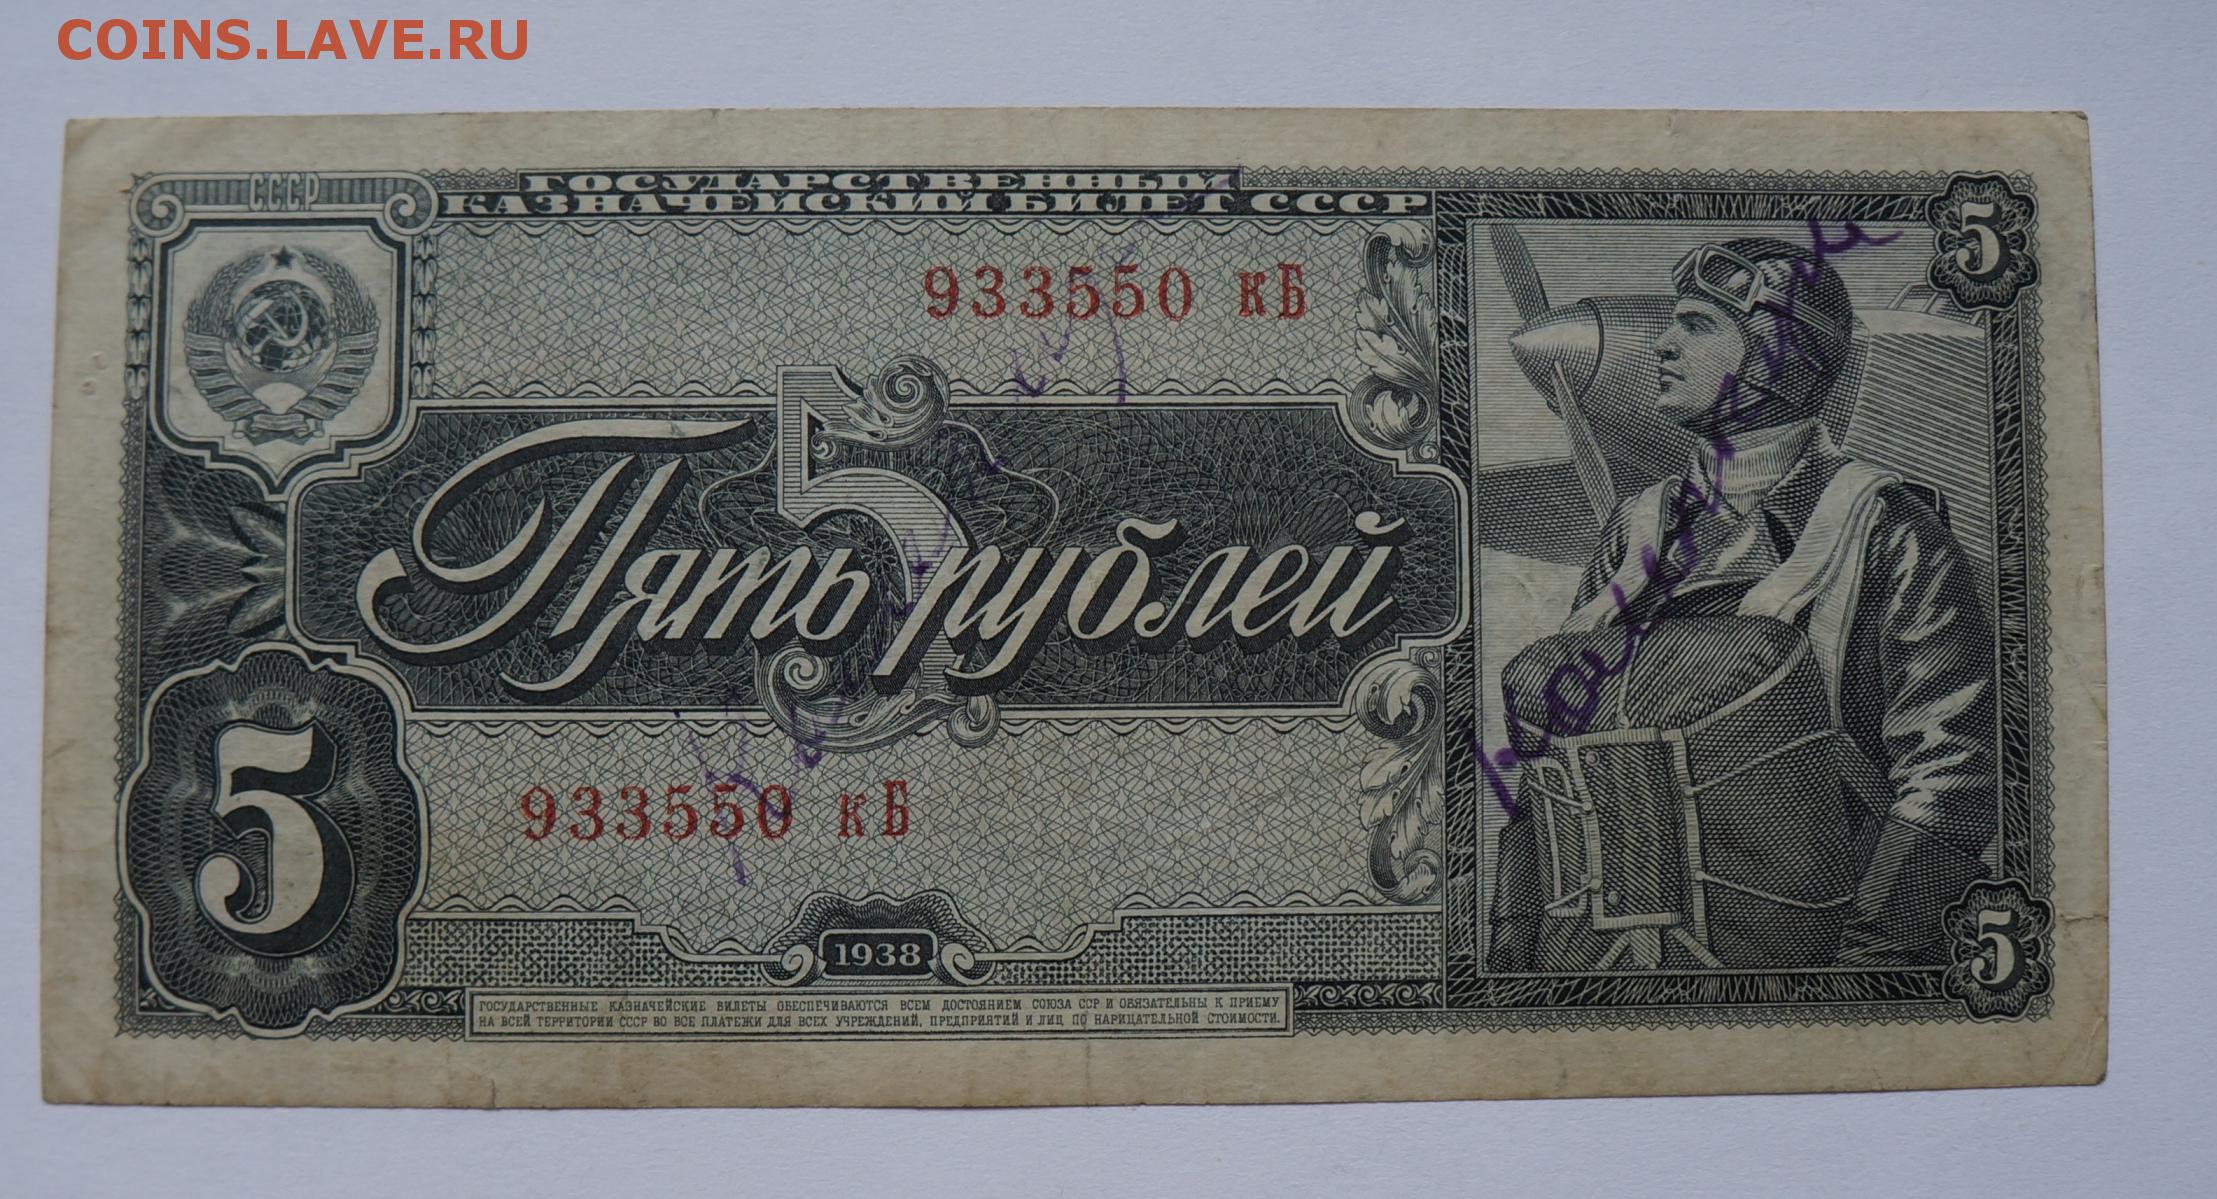 COINS.LAVE.RU
СССР
ГОСУДАРСТВЕННЫЙ
КАЗНАЧЕЙСКИЙ БИЛЕТ СССР
5
933550 кБ
5
Пять рублей
933550 кБ
5
1938
5
ГОСУДАРСТВЕННЫЕ КАЗНАЧЕЙСКИЕ БИЛЕТЫ ОБЕСПЕЧИВАЮТСЯ ВСЕМ ДОСТОЯНИЕМ СОЮЗА ССР И ОБЯЗАТЕЛЬНЫ К ПРИЕМУ
НА ВСЕЙ ТЕРРИТОРИИ СССР ВО ВСЕ ПЛАТЕЖИ ДЛЯ ВСЕХ УЧРЕЖДЕНИЙ, ПРЕДПРИЯТИЙ И ЛИЦ ПО НАРИЦАТЕЛЬНОЙ СТОИМОСТИ.